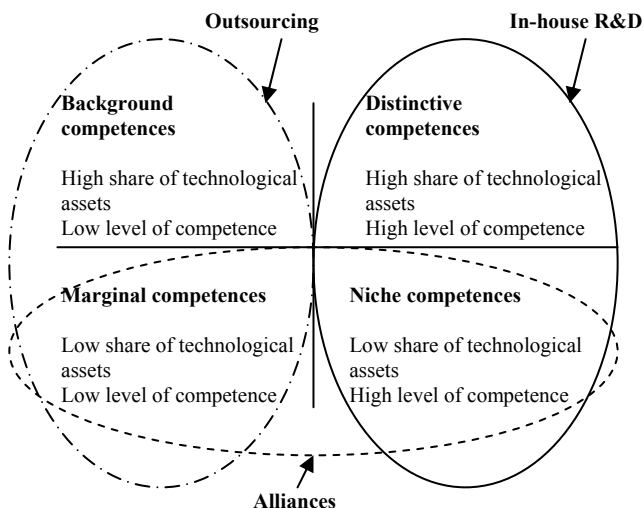 Outsourcing
In-house R&D
Background
competences
High share of technological
assets
Low level of competence
Distinctive
competences
High share of technological
assets
High level of competence
Marginal competences
Low share of technological
assets
Low level of competence
Niche competences
Low share of technological
assets
High level of competence
Alliances